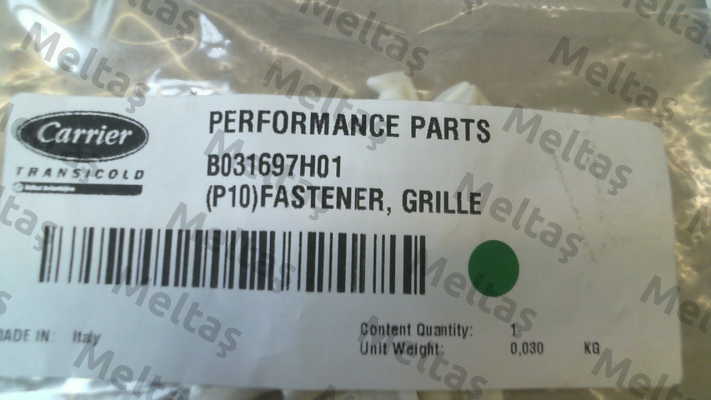 Carrier
TRANSICOLD
PERFORMANCE PARTS
B031697H01
(P10)FASTENER, GRILLE
MADE IN: Italy
Content Quantity: 1
Unit Weight: 0,030 KG
Meltaş